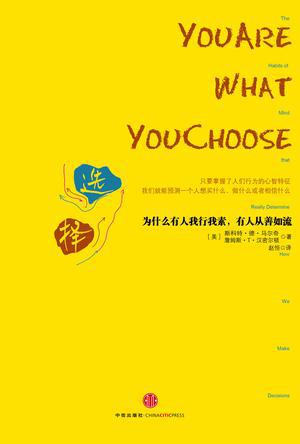 The
YOUARE
Habits of
WHAT
Mind
YOUCHOOSE
that
只要掌握了人们行为的心智特征
我们就能预测一个人想买什么、做什么或者相信什么
选
择
为什么有人我行我素，有人从善如流
Really Determine
[美] 斯科特·德·马尔奇 著
詹姆斯·T·汉密尔顿
赵恒○译
How
We
Make
中信出版社·CHINACITICPRESS
Decisions